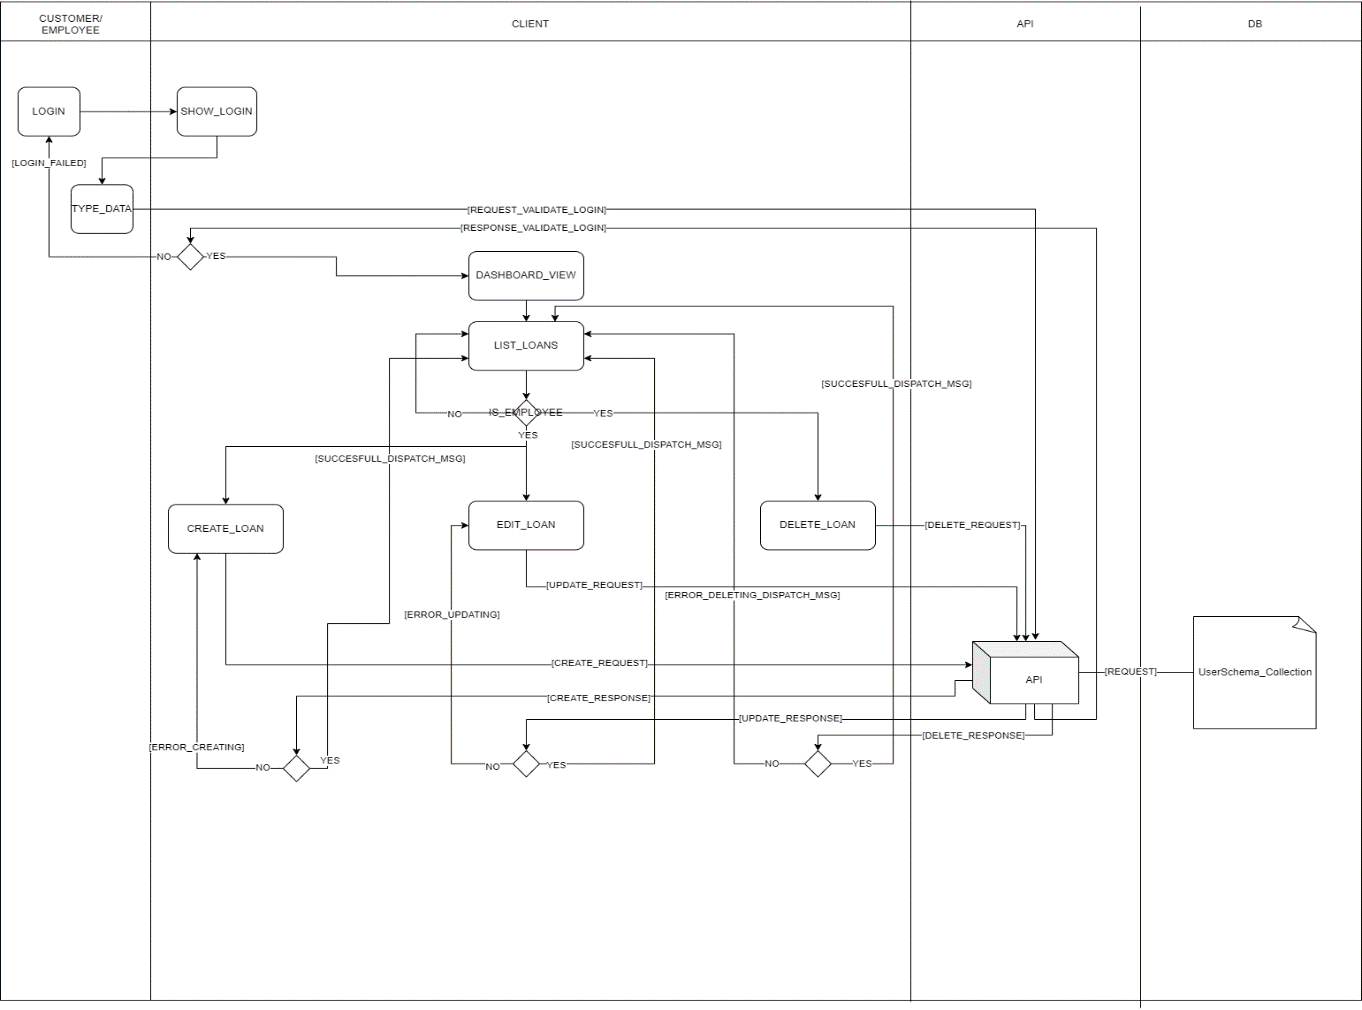 CUSTOMER/
EMPLOYEE
CLIENT
API
DB
LOGIN
SHOW_LOGIN
[LOGIN_FAILED]
TYPE_DATA
[REQUEST_VALIDATE_LOGIN]
[RESPONSE_VALIDATE_LOGIN]
NO
YES
DASHBOARD_VIEW
LIST_LOANS
[SUCCESFULL_DISPATCH_MSG]
NO
IS_EMPLOYEE
YES
YES
[SUCCESFULL_DISPATCH_MSG]
[SUCCESFULL_DISPATCH_MSG]
CREATE_LOAN
EDIT_LOAN
DELETE_LOAN
[DELETE_REQUEST]
[UPDATE_REQUEST]
[ERROR_DELETING_DISPATCH_MSG]
[ERROR_UPDATING]
[CREATE_REQUEST]
API
[REQUEST]
UserSchema_Collection
[CREATE_RESPONSE]
[UPDATE_RESPONSE]
[DELETE_RESPONSE]
[ERROR_CREATING]
NO
YES
NO
YES
NO
YES